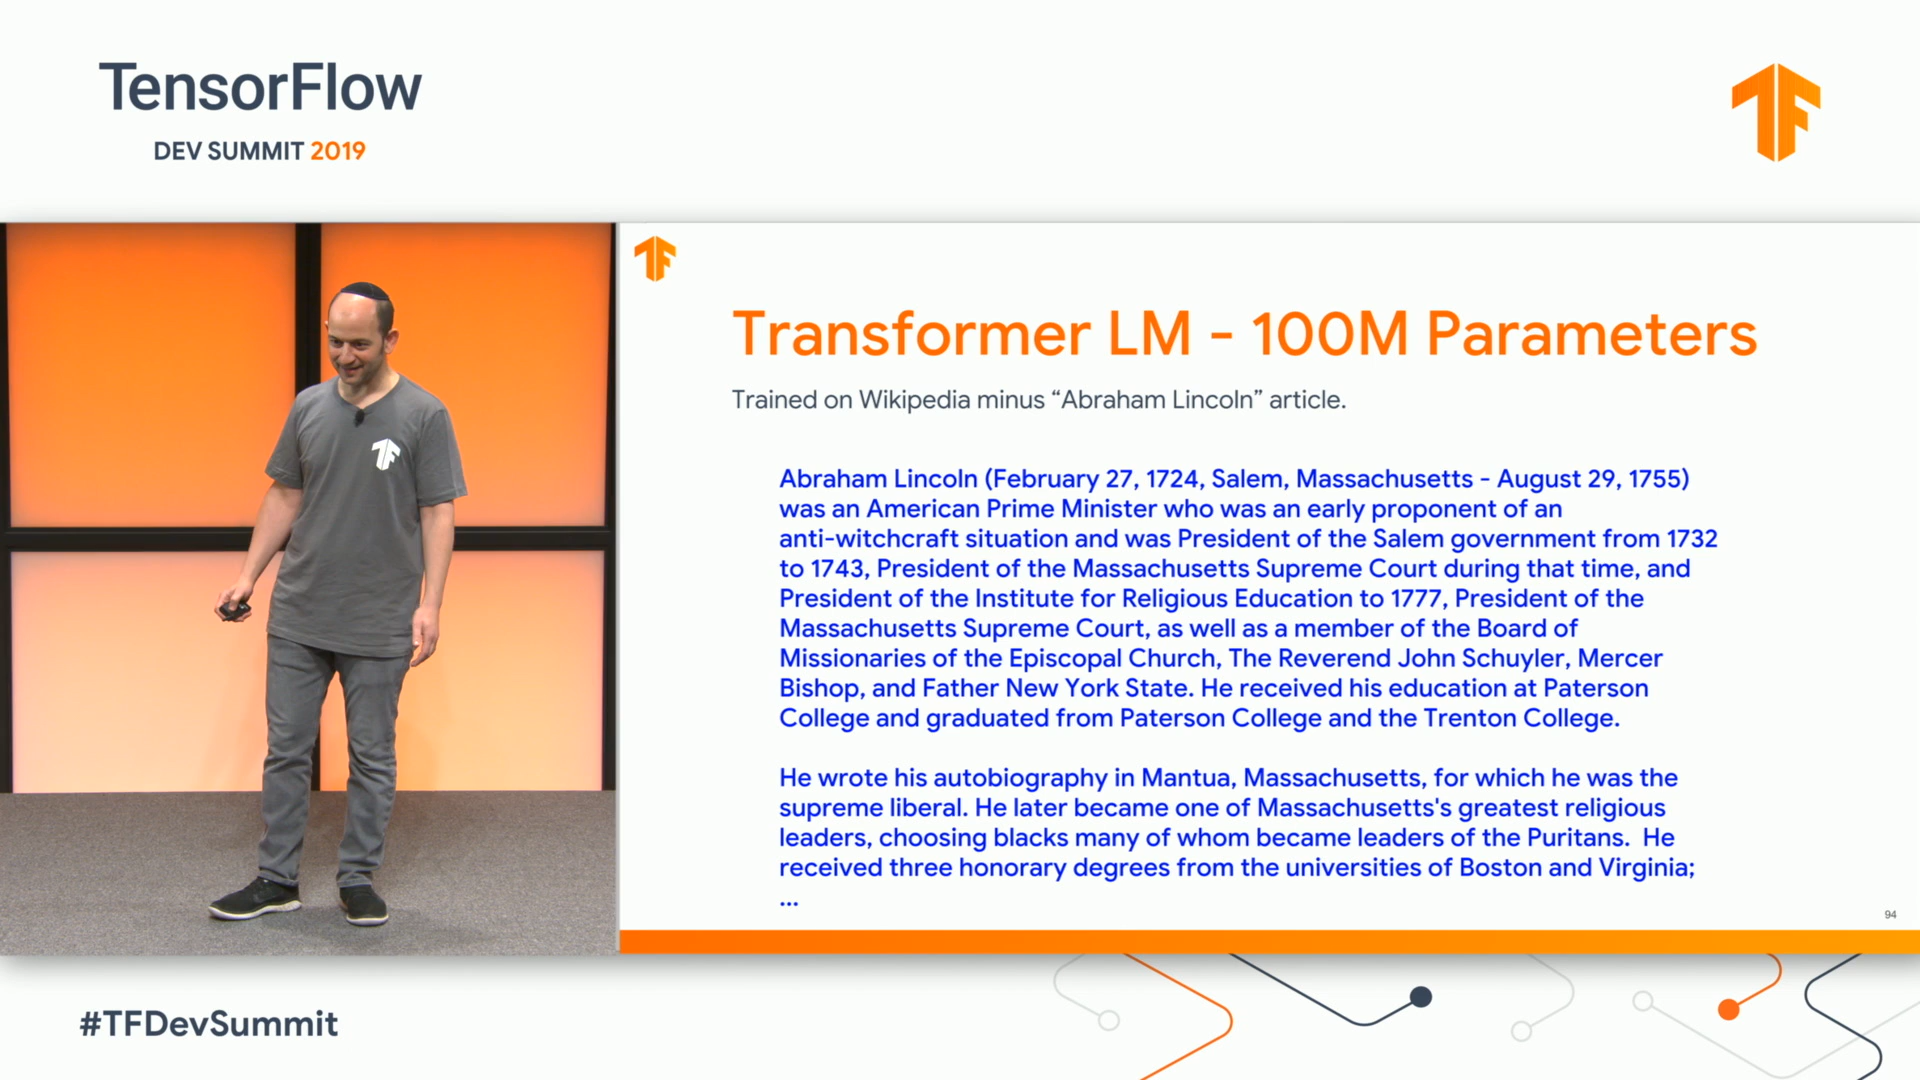 TensorFlow
DEV SUMMIT 2019
Transformer LM - 100M Parameters
Trained on Wikipedia minus “Abraham Lincoln” article.
Abraham Lincoln (February 27, 1724, Salem, Massachusetts - August 29, 1755)
was an American Prime Minister who was an early proponent of an
anti-witchcraft situation and was President of the Salem government from 1732
to 1743, President of the Massachusetts Supreme Court during that time, and
President of the Institute for Religious Education to 1777, President of the
Massachusetts Supreme Court, as well as a member of the Board of
Missionaries of the Episcopal Church, The Reverend John Schuyler, Mercer
Bishop, and Father New York State. He received his education at Paterson
College and graduated from Paterson College and the Trenton College.
He wrote his autobiography in Mantua, Massachusetts, for which he was the
supreme liberal. He later became one of Massachusetts's greatest religious
leaders, choosing blacks many of whom became leaders of the Puritans.  He
received three honorary degrees from the universities of Boston and Virginia;
...
94
#TFDevSummit